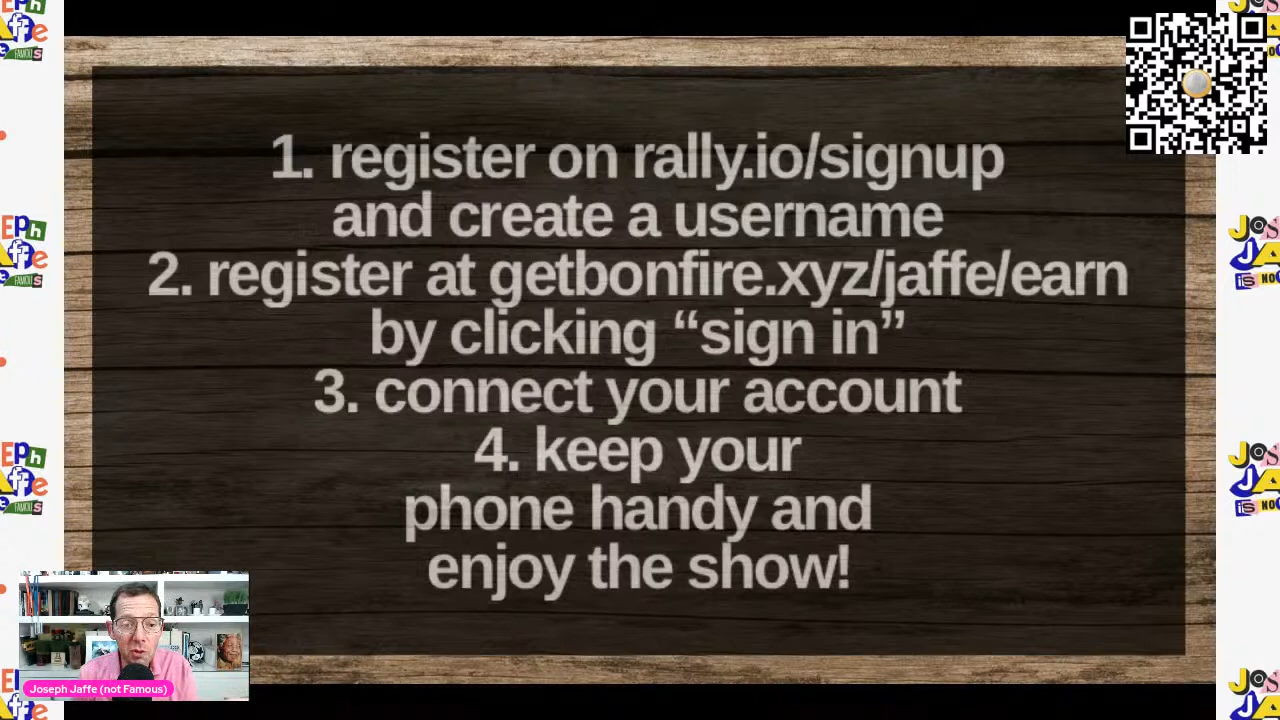 1. register on rally.io/signup
and create a username
2. register at getbonfire.xyz/jaffe/earn
by clicking “sign in”
3. connect your account
4. keep your
phone handy and
enjoy the show!
Joseph Jaffe (not Famous)